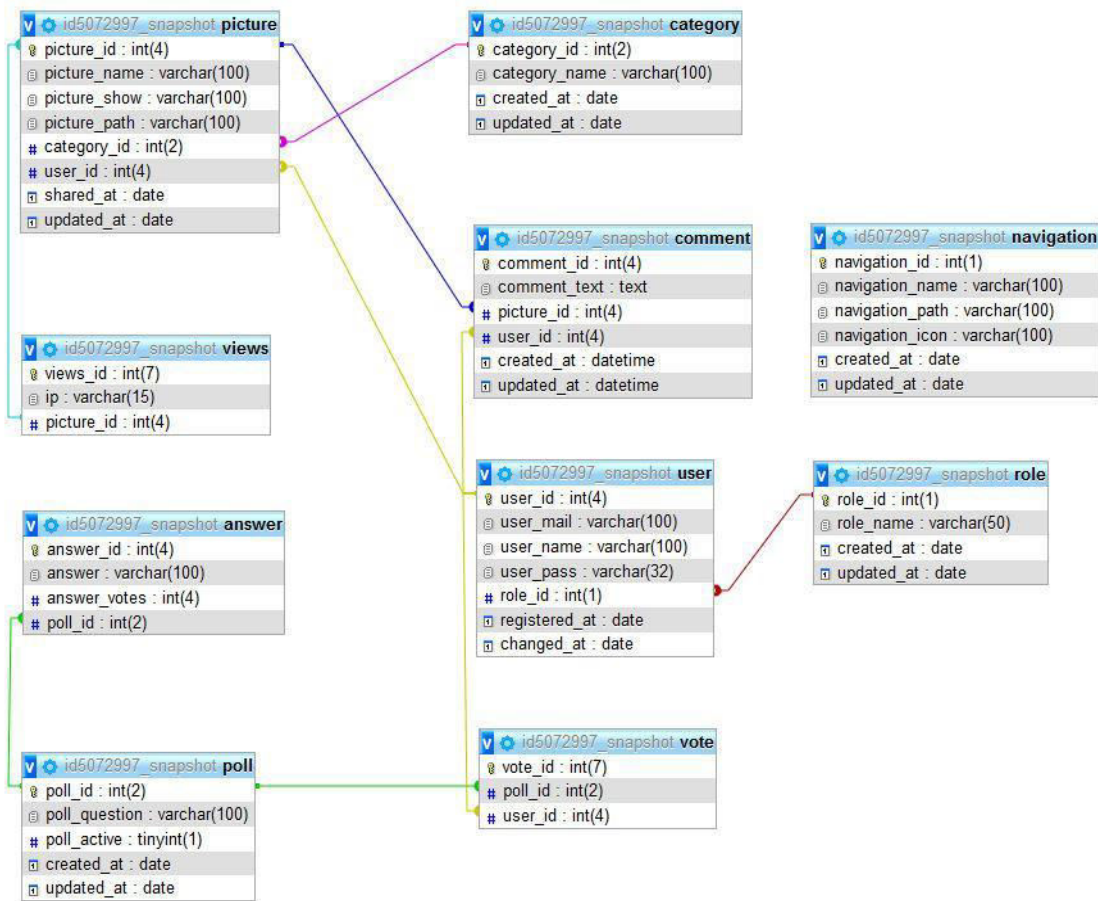 id5072997_snapshot picture
picture_id : int(4)
picture_name : varchar(100)
picture_show : varchar(100)
picture_path : varchar(100)
category_id : int(2)
user_id : int(4)
shared_at : date
updated_at : date
id5072997_snapshot category
category_id : int(2)
category_name : varchar(100)
created_at : date
updated_at : date
id5072997_snapshot comment
comment_id : int(4)
comment_text : text
picture_id : int(4)
user_id : int(4)
created_at : datetime
updated_at : datetime
id5072997_snapshot navigation
navigation_id : int(1)
navigation_name : varchar(100)
navigation_path : varchar(100)
navigation_icon : varchar(100)
created_at : date
updated_at : date
id5072997_snapshot views
views_id : int(7)
ip : varchar(15)
picture_id : int(4)
id5072997_snapshot user
user_id : int(4)
user_mail : varchar(100)
user_name : varchar(100)
user_pass : varchar(32)
role_id : int(1)
registered_at : date
changed_at : date
id5072997_snapshot role
role_id : int(1)
role_name : varchar(50)
created_at : date
updated_at : date
id5072997_snapshot answer
answer_id : int(4)
answer : varchar(100)
answer_votes : int(4)
poll_id : int(2)
id5072997_snapshot poll
poll_id : int(2)
poll_question : varchar(100)
poll_active : tinyint(1)
created_at : date
updated_at : date
id5072997_snapshot vote
vote_id : int(7)
poll_id : int(2)
user_id : int(4)